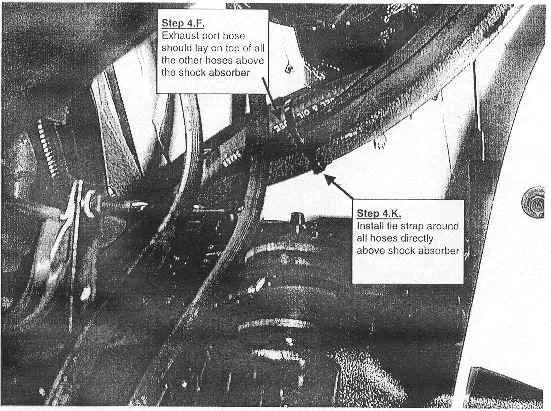 Step 4.F.
Exhaust port hose
should lay on top of all
the other hoses above
the shock absorber
Step 4.K.
Install tie strap around
all hoses directly
above shock absorber